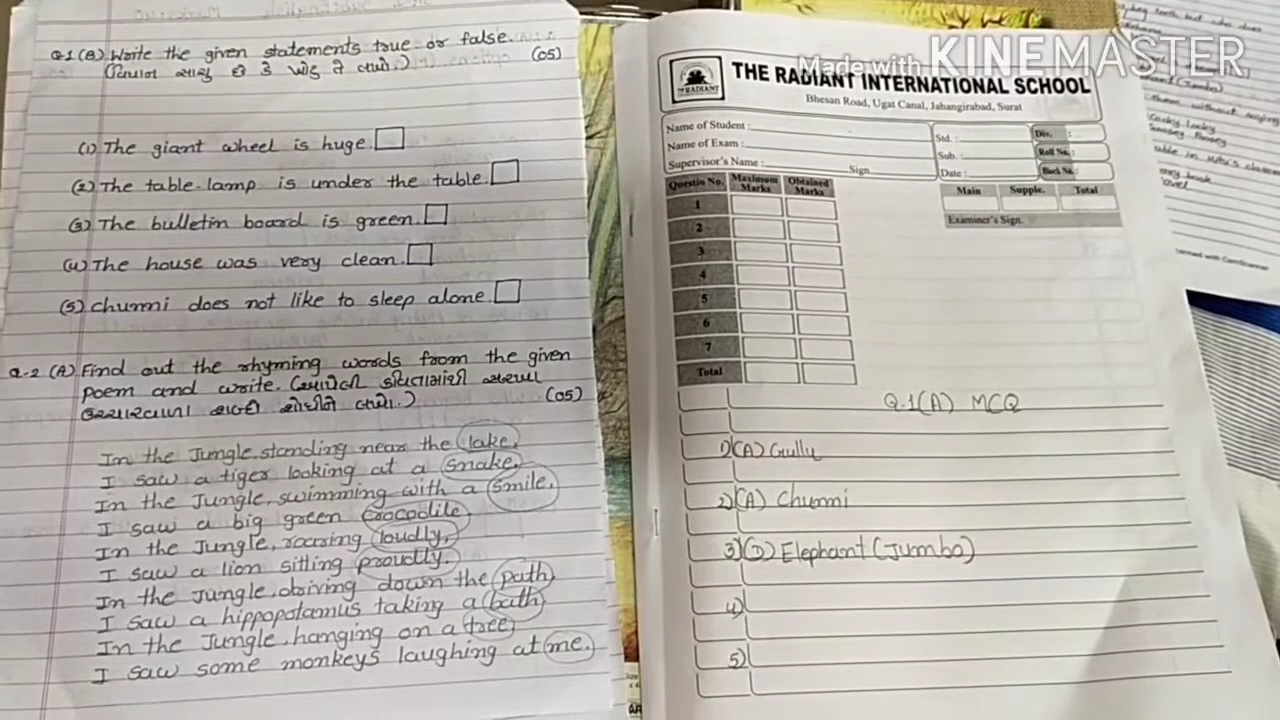 Q-1 (B) Write the given statements true or false.
(05)
(1) The giant wheel is huge.
(2) The table lamp is under the table.
(3) The bulletin board is green.
(4) The house was very clean.
(5) Chunni does not like to sleep alone.
Q-2 (A) Find out the rhyming words from the given
Poem and write.
(05)
In the Jungle, standing near the lake,
I saw a tiger looking at a snake,
In the Jungle, swimming with a smile,
I saw a big green crocodile
In the Jungle, roaring loudly,
I saw a lion sitting proudly.
In the Jungle, driving down the path
I saw a hippopotamus taking a bath
In the Jungle, hanging on a tree
I saw some monkeys laughing at me.
Made with KINEMASTER
THE RADIANT
THE RADIANT INTERNATIONAL SCHOOL
Bhesan Road, Ugat Canal, Jahangirabad, Surat
Name of Student :
Name of Exam :
Supervisor's Name : Sign
Std. : Div. :
Sub. : Roll No. :
Date : Block No. :
Questio No. Maximum Marks Obtained Marks
1
2
3
4
5
6
7
Total
Main Supple. Total
Examiner's Sign.
Q.1(A) MCQ
1) (A) Gully
2) (A) Chunni
3) (D) Elephant (Jumbo)
4)
5)